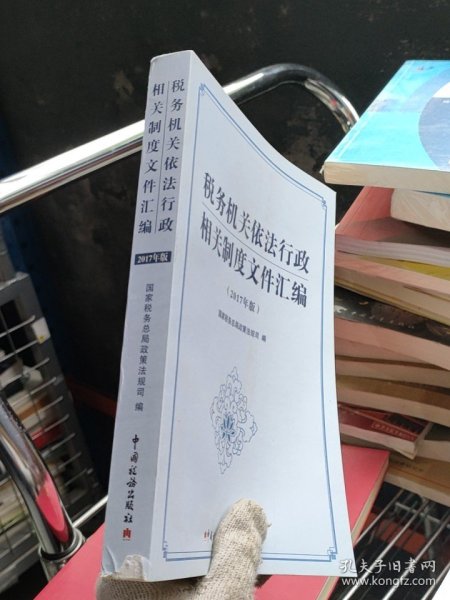 税务机关依法行政
相关制度文件汇编
2017年版
国家税务总局政策法规司 编
中国税务出版社
税务机关依法行政
相关制度文件汇编
(2017年版)
国家税务总局政策法规司 编
孔夫子旧书网
www.kongfz.com